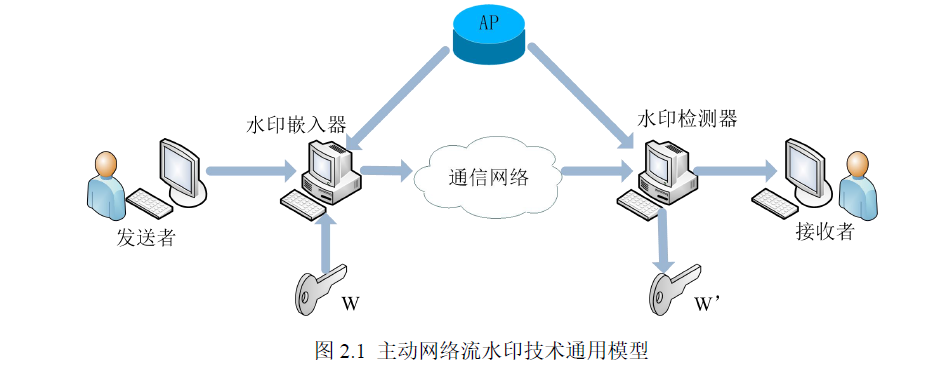 AP
水印嵌入器
水印检测器
通信网络
发送者
接收者
W
W’
图 2.1 主动网络流水印技术通用模型